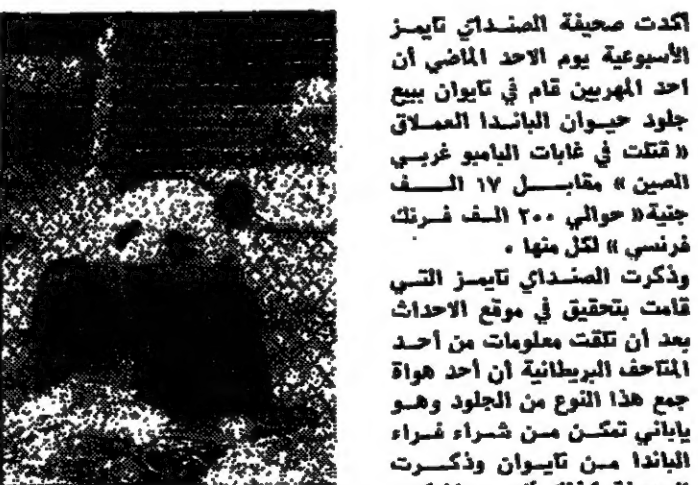 أكدت صحيفة الصنداي تايمز
الأسبوعية يوم الاحد الماضي أن
احد المهربين قام في تايوان ببيع
جلود حيوان الباندا العملاق
« قتلت في غابات البامبو غربي
الصين » مقابل ١٧ الف
جنية« حوالي ٢٠٠ الف فرنك
فرنسي » لكل منها .
وذكرت الصنداي تايمز التي
قامت بتحقيق في موقع الاحداث
بعد أن تلقت معلومات من أحد
المتاحف البريطانية أن أحد هواة
جمع هذا النوع من الجلود وهو
ياباني تمكن من شراء فراء
الباندا من تايوان وذكرت